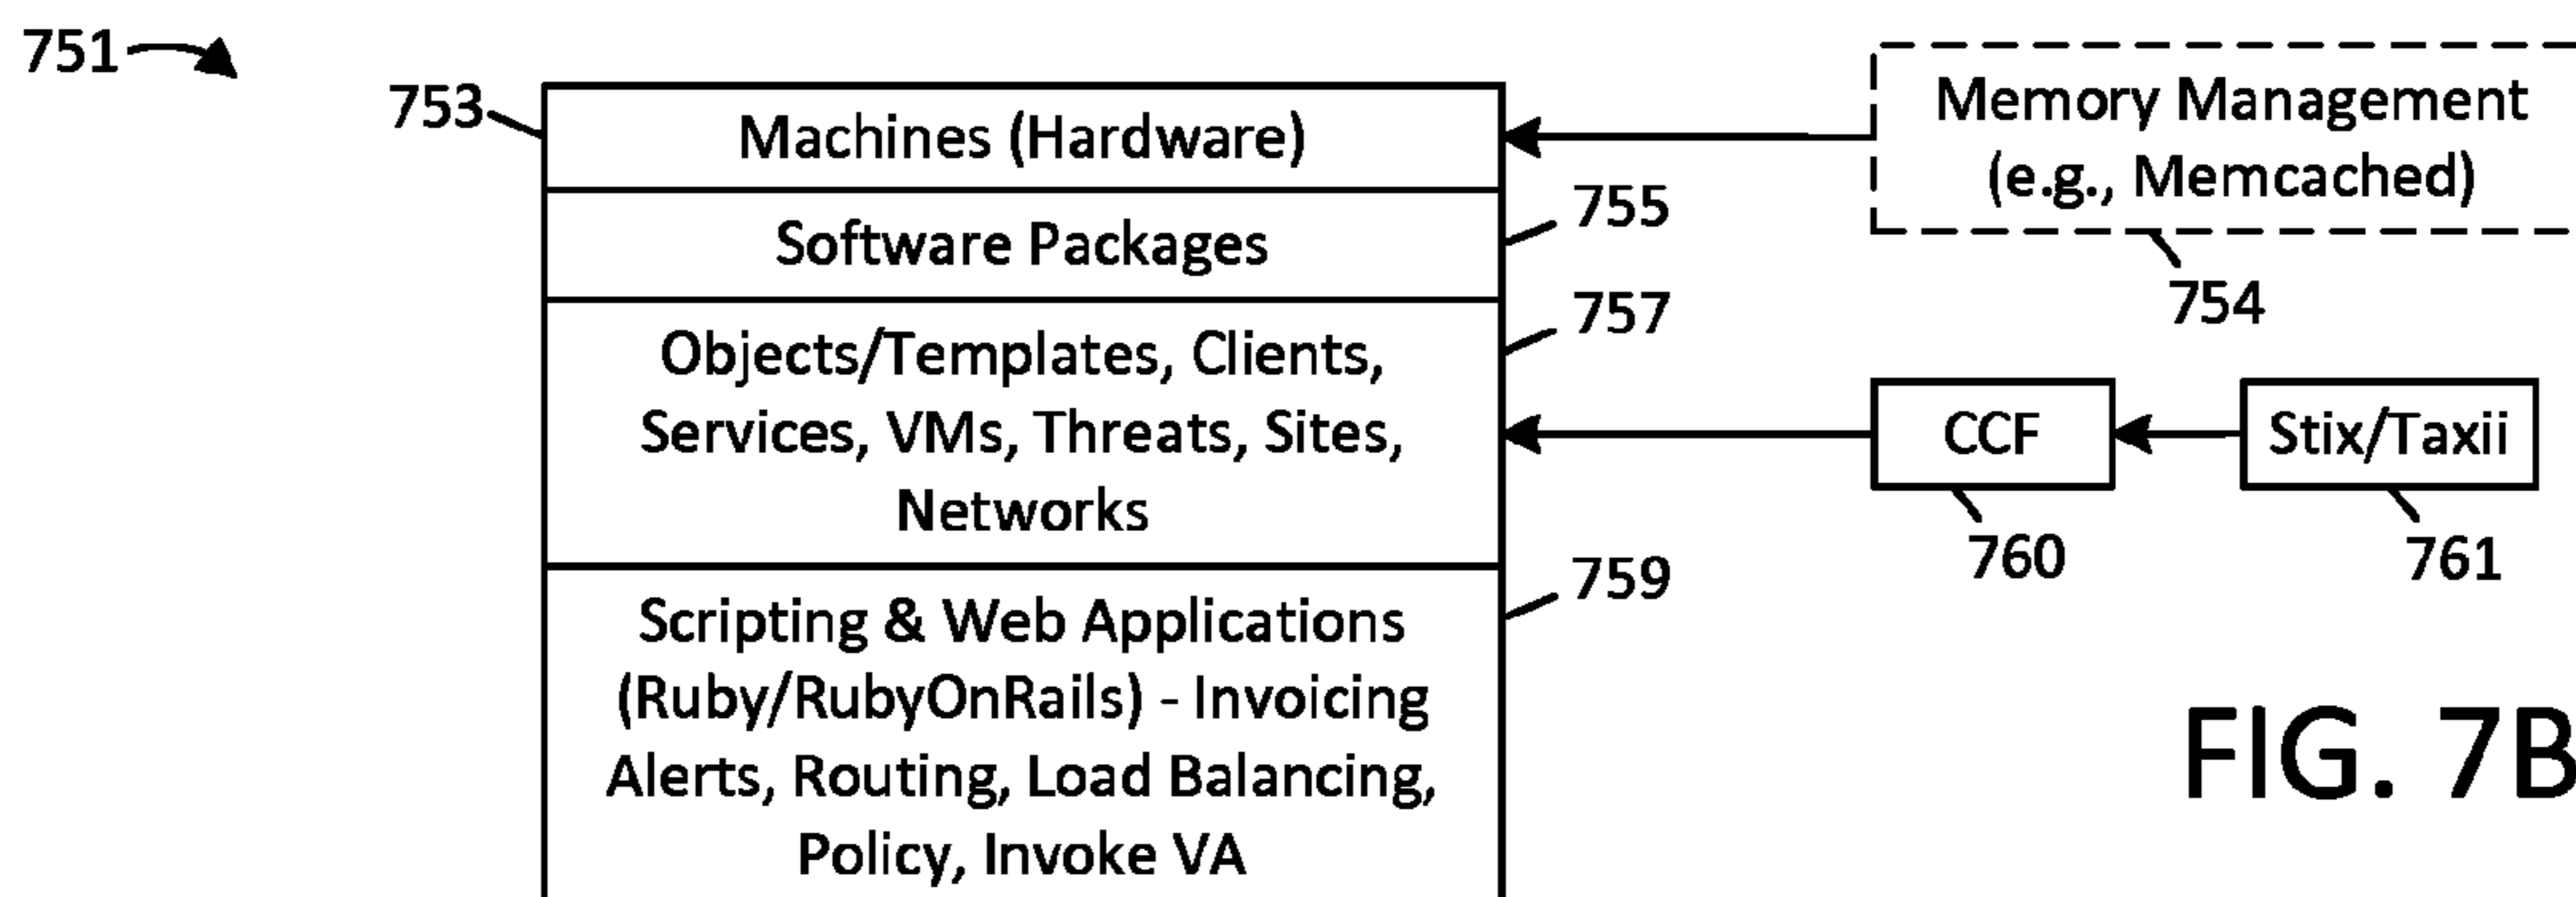 751
753
Machines (Hardware)
Memory Management
(e.g., Memcached)
754
Software Packages
755
Objects/Templates, Clients,
Services, VMs, Threats, Sites,
Networks
757
CCF
760
Stix/Taxii
761
Scripting & Web Applications
(Ruby/RubyOnRails) - Invoicing
Alerts, Routing, Load Balancing,
Policy, Invoke VA
759
FIG. 7B